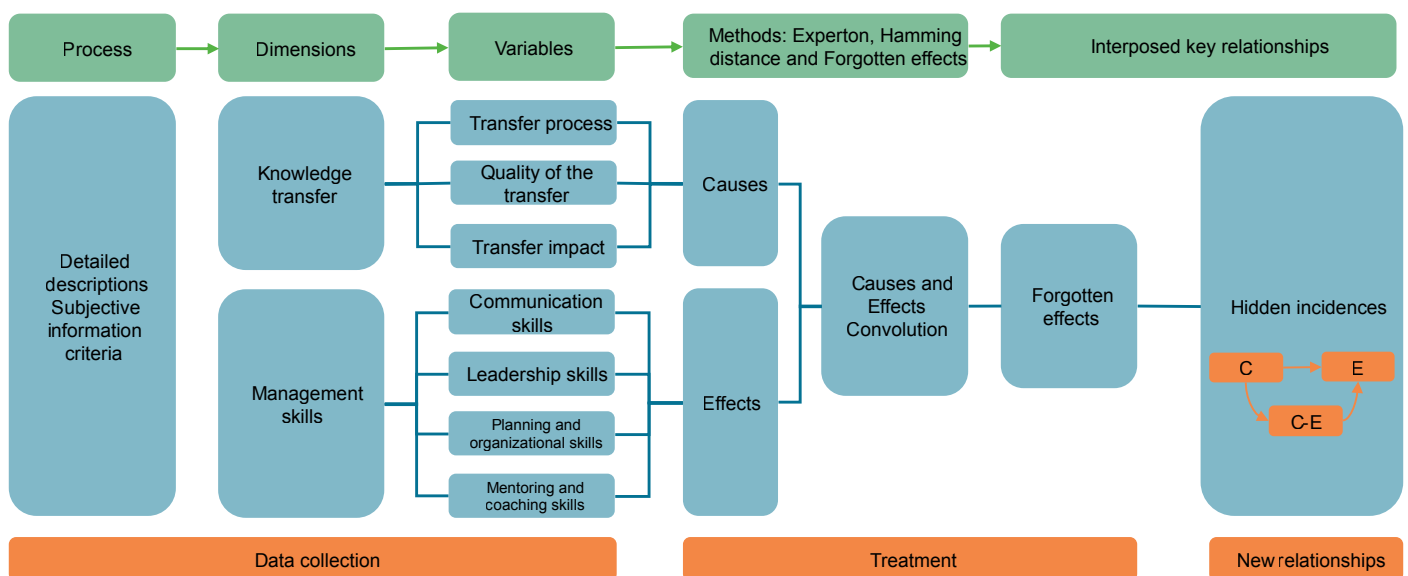 Process
Dimensions
Variables
Methods: Experton, Hamming
distance and Forgotten effects
Interposed key relationships
Detailed
descriptions
Subjective
information
criteria
Knowledge
transfer
Transfer process
Quality of the
transfer
Transfer impact
Causes
Management
skills
Communication
skills
Leadership skills
Planning and
organizational skills
Mentoring and
coaching skills
Effects
Causes and
Effects
Convolution
Forgotten
effects
Hidden incidences
C
E
C-E
Data collection
Treatment
New relationships